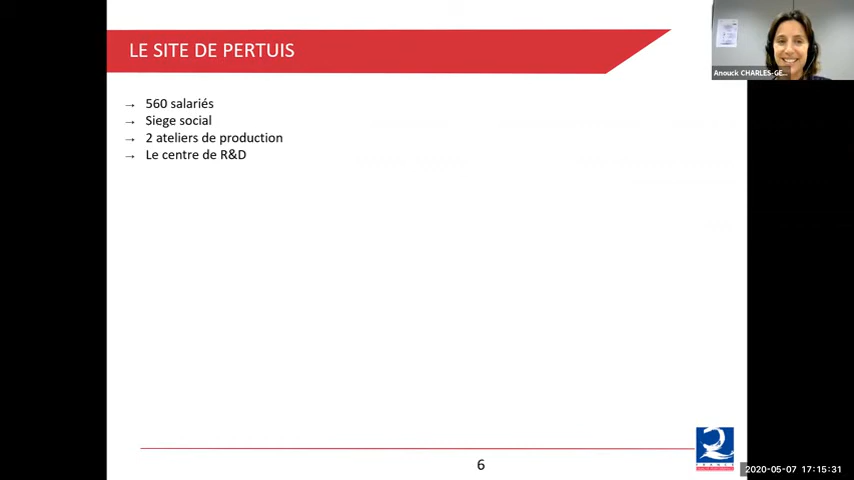 LE SITE DE PERTUIS
Anouck CHARLES-GE...
→ 560 salariés
→ Siege social
→ 2 ateliers de production
→ Le centre de R&D
FRANCE
6
2020-05-07 17:15:31